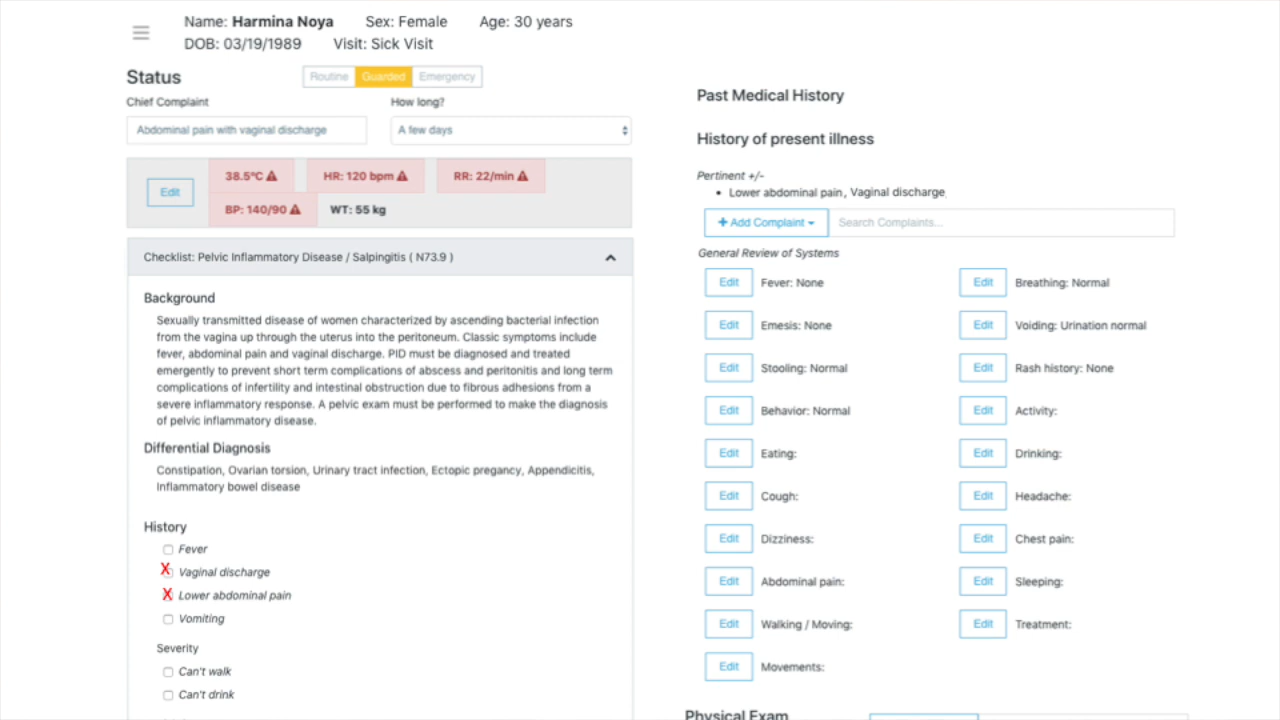 Name: Harmina Noya Sex: Female Age: 30 years
DOB: 03/19/1989 Visit: Sick Visit
Status Routine Guarded Emergency
Chief Complaint How long?
Abdominal pain with vaginal discharge A few days
Edit 38.5°C HR: 120 bpm RR: 22/min
BP: 140/90 WT: 55 kg
Checklist: Pelvic Inflammatory Disease / Salpingitis ( N73.9 )
Background
Sexually transmitted disease of women characterized by ascending bacterial infection
from the vagina up through the uterus into the peritoneum. Classic symptoms include
fever, abdominal pain and vaginal discharge. PID must be diagnosed and treated
emergently to prevent short term complications of abscess and peritonitis and long term
complications of infertility and intestinal obstruction due to fibrous adhesions from a
severe inflammatory response. A pelvic exam must be performed to make the diagnosis
of pelvic inflammatory disease.
Differential Diagnosis
Constipation, Ovarian torsion, Urinary tract infection, Ectopic pregancy, Appendicitis,
Inflammatory bowel disease
History
Fever
X Vaginal discharge
X Lower abdominal pain
Vomiting
Severity
Can't walk
Can't drink
Past Medical History
History of present illness
Pertinent +/-
• Lower abdominal pain, Vaginal discharge
+ Add Complaint Search Complaints...
General Review of Systems
Edit Fever: None Edit Breathing: Normal
Edit Emesis: None Edit Voiding: Urination normal
Edit Stooling: Normal Edit Rash history: None
Edit Behavior: Normal Edit Activity:
Edit Eating: Edit Drinking:
Edit Cough: Edit Headache:
Edit Dizziness: Edit Chest pain:
Edit Abdominal pain: Edit Sleeping:
Edit Walking / Moving: Edit Treatment:
Edit Movements:
Physical Exam